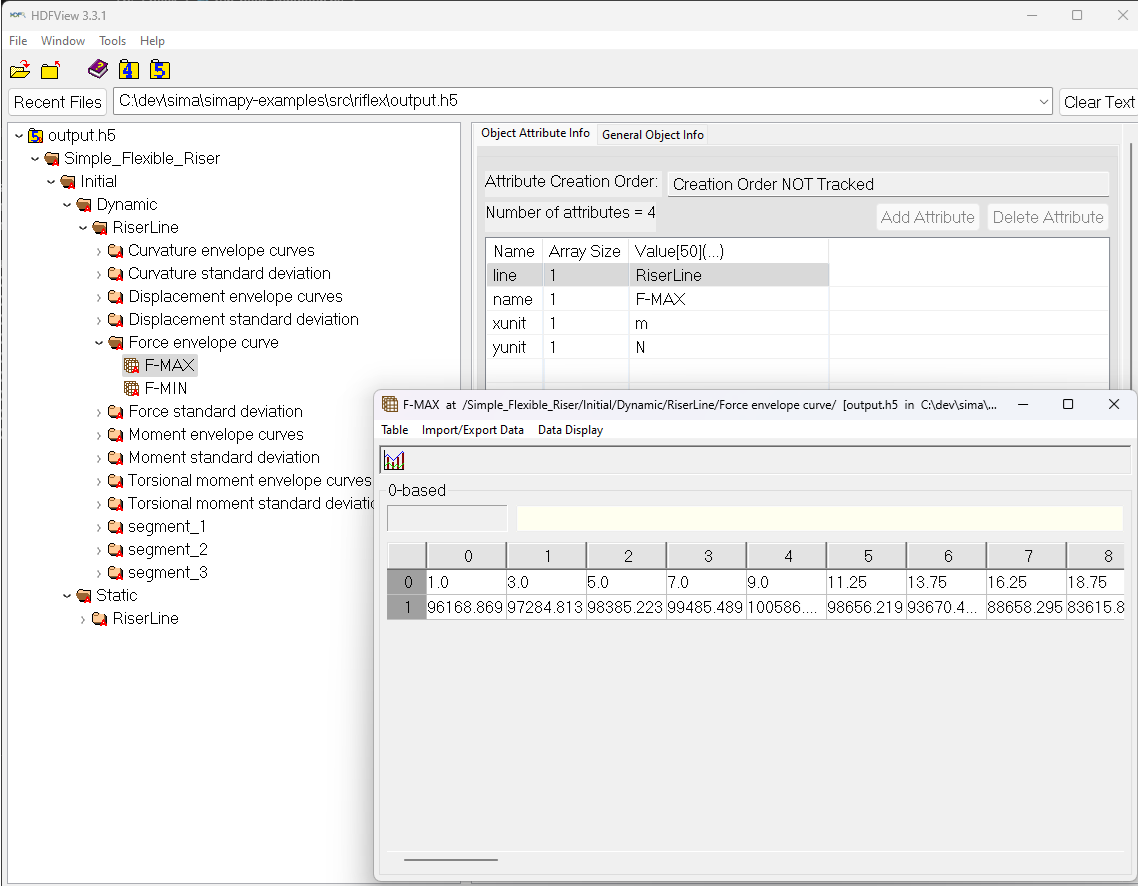 HDFView 3.3.1
File Window Tools Help
Recent Files C:\dev\sima\simapy-examples\src\riflex\output.h5 Clear Text
output.h5
Simple_Flexible_Riser
Initial
Dynamic
RiserLine
Curvature envelope curves
Curvature standard deviation
Displacement envelope curves
Displacement standard deviation
Force envelope curve
F-MAX
F-MIN
Force standard deviation
Moment envelope curves
Moment standard deviation
Torsional moment envelope curves
Torsional moment standard deviatio
segment_1
segment_2
segment_3
Static
RiserLine
Object Attribute Info General Object Info
Attribute Creation Order: Creation Order NOT Tracked
Number of attributes = 4 Add Attribute Delete Attribute
Name Array Size Value[50](...)
line 1 RiserLine
name 1 F-MAX
xunit 1 m
yunit 1 N
F-MAX at /Simple_Flexible_Riser/Initial/Dynamic/RiserLine/Force envelope curve/ [output.h5 in C:\dev\sima\...
Table Import/Export Data Data Display
0-based
0 1 2 3 4 5 6 7 8
0 1.0 3.0 5.0 7.0 9.0 11.25 13.75 16.25 18.75
1 96168.869 97284.813 98385.223 99485.489 100586.... 98656.219 93670.4... 88658.295 83615.8